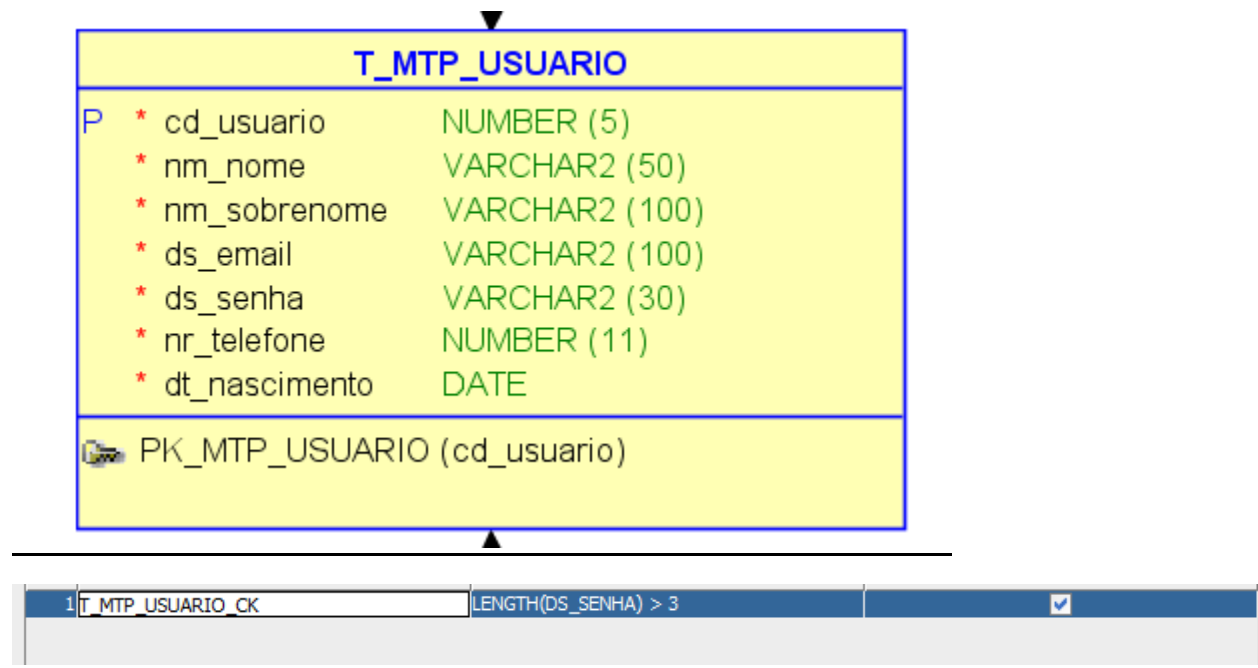 T_MTP_USUARIO
P * cd_usuario NUMBER (5)
* nm_nome VARCHAR2 (50)
* nm_sobrenome VARCHAR2 (100)
* ds_email VARCHAR2 (100)
* ds_senha VARCHAR2 (30)
* nr_telefone NUMBER (11)
* dt_nascimento DATE
PK_MTP_USUARIO (cd_usuario)
1 T_MTP_USUARIO_CK LENGTH(DS_SENHA) > 3